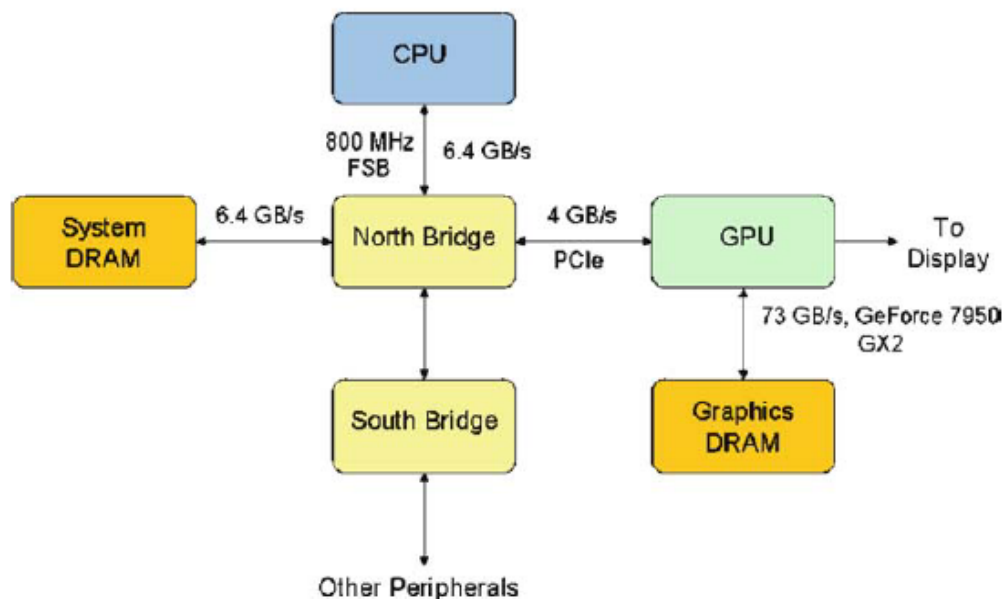 CPU
800 MHz
FSB
6.4 GB/s
System
DRAM
6.4 GB/s
North Bridge
4 GB/s
PCIe
GPU
To
Display
73 GB/s, GeForce 7950
GX2
South Bridge
Graphics
DRAM
Other Peripherals